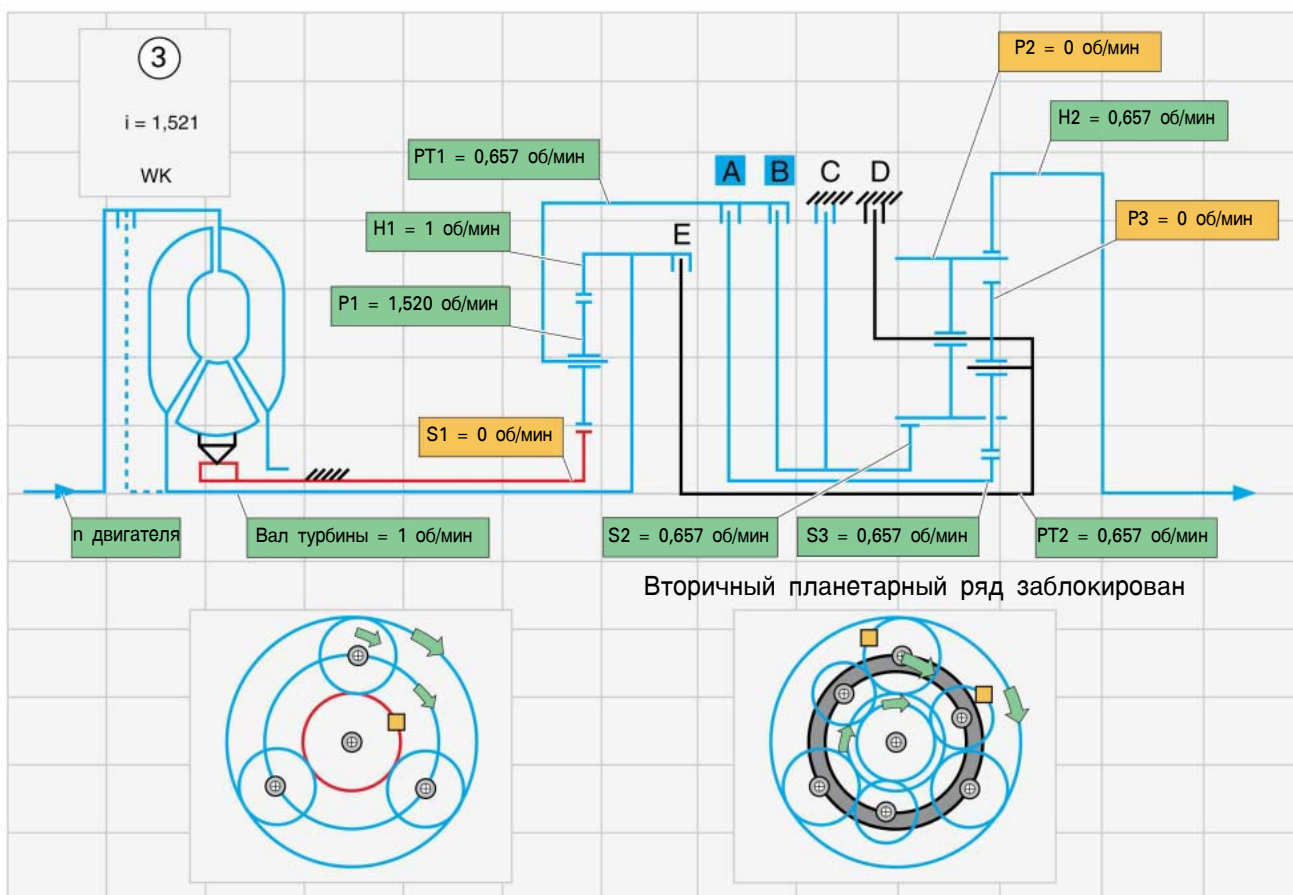 3
i = 1,521
WK
P2 = 0 об/мин
H2 = 0,657 об/мин
PT1 = 0,657 об/мин
A B C D
P3 = 0 об/мин
H1 = 1 об/мин
E
P1 = 1,520 об/мин
S1 = 0 об/мин
n двигателя
Вал турбины = 1 об/мин
S2 = 0,657 об/мин
S3 = 0,657 об/мин
PT2 = 0,657 об/мин
Вторичный планетарный ряд заблокирован